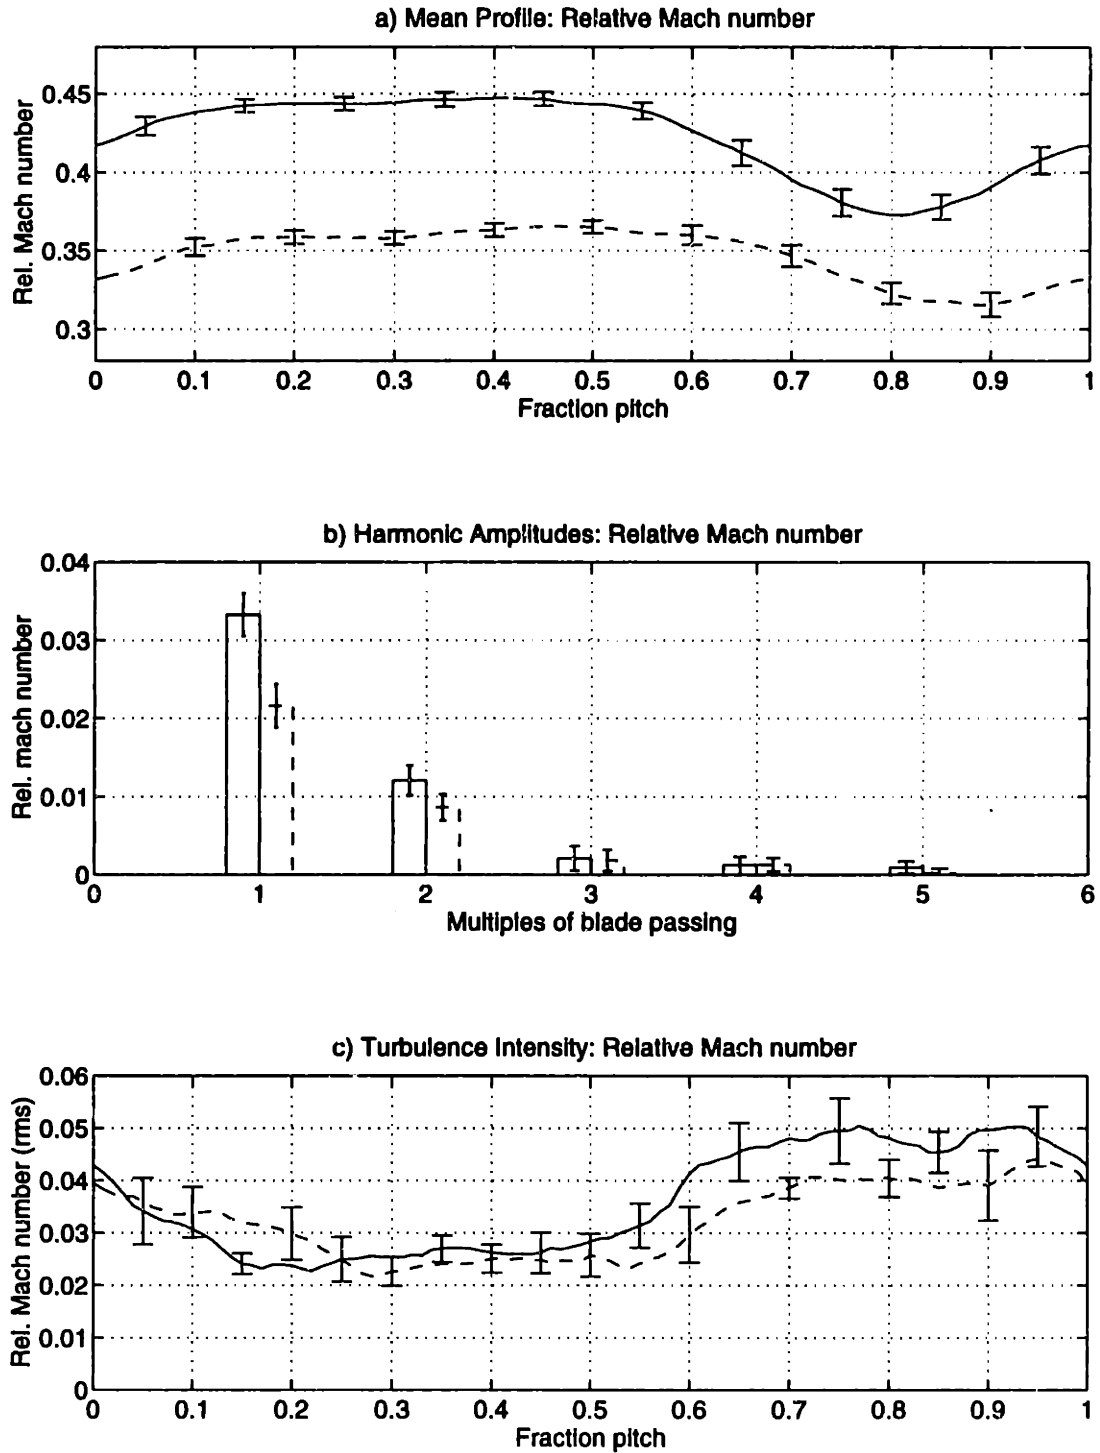 a) Mean Profile: Relative Mach number
Rel. Mach number
0.45
0.4
0.35
0.3
0 0.1 0.2 0.3 0.4 0.5 0.6 0.7 0.8 0.9 1
Fraction pitch
b) Harmonic Amplitudes: Relative Mach number
Rel. mach number
0.04
0.03
0.02
0.01
0
0 1 2 3 4 5 6
Multiples of blade passing
c) Turbulence Intensity: Relative Mach number
Rel. Mach number (rms)
0.06
0.05
0.04
0.03
0.02
0.01
0
0 0.1 0.2 0.3 0.4 0.5 0.6 0.7 0.8 0.9 1
Fraction pitch